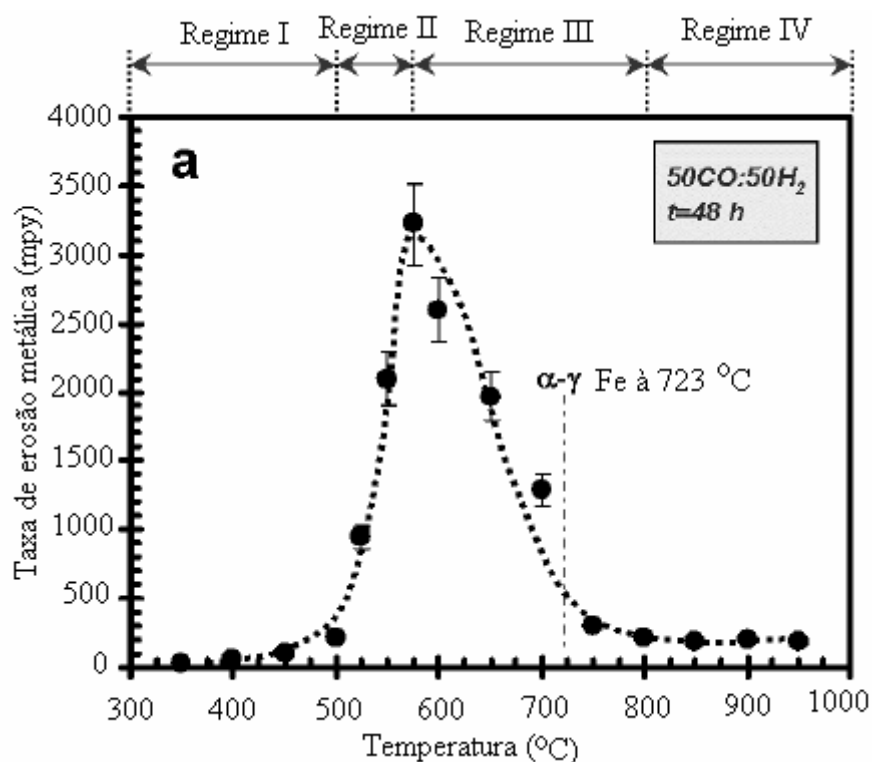 Regime I
Regime II
Regime III
Regime IV
a
50CO:50H₂
t=48 h
α-γ Fe à 723 °C
Taxa de erosão metálica (mpy)
4000
3500
3000
2500
2000
1500
1000
500
0
300 400 500 600 700 800 900 1000
Temperatura (°C)